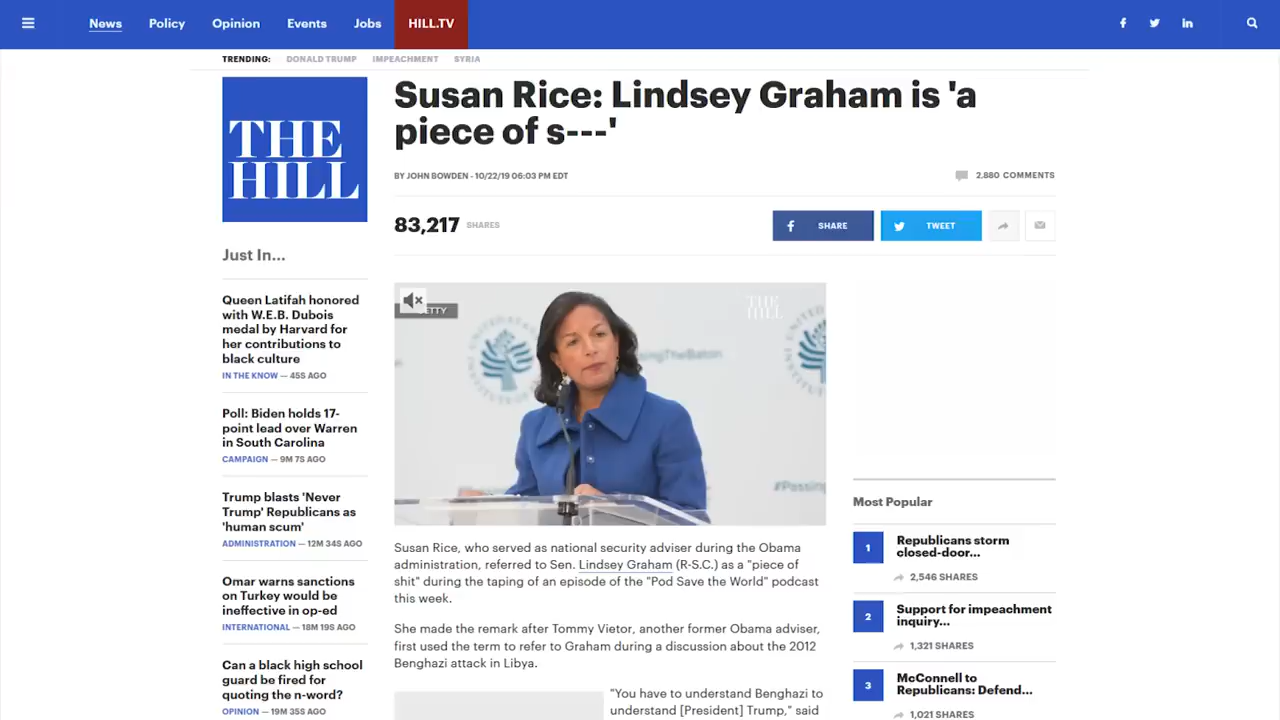 News Policy Opinion Events Jobs HILL.TV
TRENDING: DONALD TRUMP IMPEACHMENT SYRIA
THE
HILL
Just In...
Queen Latifah honored
with W.E.B. Dubois
medal by Harvard for
her contributions to
black culture
IN THE KNOW — 45S AGO
Poll: Biden holds 17-
point lead over Warren
in South Carolina
CAMPAIGN — 9M 7S AGO
Trump blasts 'Never
Trump' Republicans as
'human scum'
ADMINISTRATION — 12M 34S AGO
Omar warns sanctions
on Turkey would be
ineffective in op-ed
INTERNATIONAL — 18M 19S AGO
Can a black high school
guard be fired for
quoting the n-word?
OPINION — 19M 35S AGO
Susan Rice: Lindsey Graham is 'a
piece of s---'
BY JOHN BOWDEN - 10/22/19 06:03 PM EDT
2,880 COMMENTS
83,217 SHARES
SHARE
TWEET
THE
HILL
#Passing
Susan Rice, who served as national security adviser during the Obama
administration, referred to Sen. Lindsey Graham (R-S.C.) as a "piece of
shit" during the taping of an episode of the "Pod Save the World" podcast
this week.
She made the remark after Tommy Vietor, another former Obama adviser,
first used the term to refer to Graham during a discussion about the 2012
Benghazi attack in Libya.
"You have to understand Benghazi to
understand [President] Trump," said
Most Popular
1
Republicans storm
closed-door...
2,546 SHARES
2
Support for impeachment
inquiry...
1,321 SHARES
3
McConnell to
Republicans: Defend...
1,021 SHARES